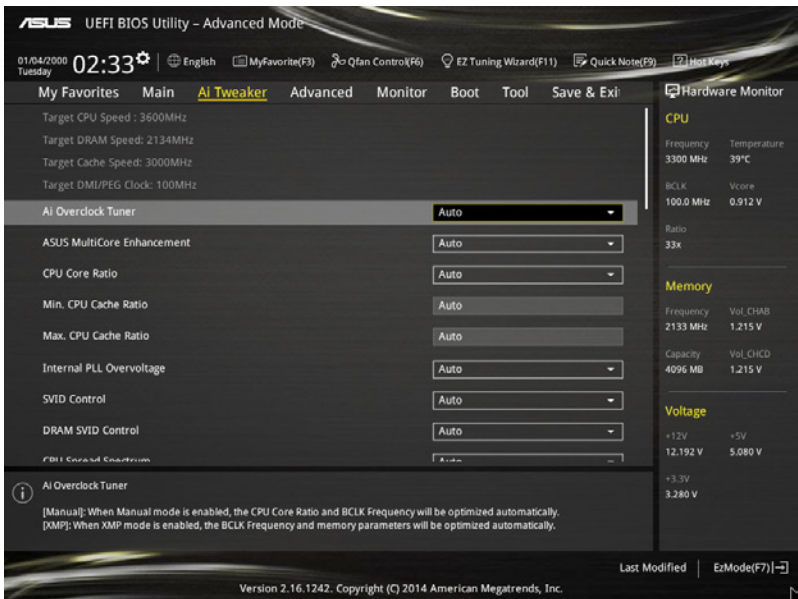 ASUS UEFI BIOS Utility – Advanced Mode
01/04/2000 Tuesday 02:33 English MyFavorite(F3) Qfan Control(F6) EZ Tuning Wizard(F11) Quick Note(F9) ? Hot Keys
My Favorites Main Ai Tweaker Advanced Monitor Boot Tool Save & Exi
Target CPU Speed : 3600MHz
Target DRAM Speed: 2134MHz
Target Cache Speed: 3000MHz
Target DMI/PEG Clock: 100MHz
Ai Overclock Tuner Auto
ASUS MultiCore Enhancement Auto
CPU Core Ratio Auto
Min. CPU Cache Ratio Auto
Max. CPU Cache Ratio Auto
Internal PLL Overvoltage Auto
SVID Control Auto
DRAM SVID Control Auto
CPU Spread Spectrum Auto
Ai Overclock Tuner
[Manual]: When Manual mode is enabled, the CPU Core Ratio and BCLK Frequency will be optimized automatically.
[XMP]: When XMP mode is enabled, the BCLK Frequency and memory parameters will be optimized automatically.
Hardware Monitor
CPU
Frequency Temperature
3300 MHz 39°C
BCLK Vcore
100.0 MHz 0.912 V
Ratio
33x
Memory
Frequency Vol_CHAB
2133 MHz 1.215 V
Capacity Vol_CHCD
4096 MB 1.215 V
Voltage
+12V +5V
12.192 V 5.080 V
+3.3V
3.280 V
Last Modified EzMode(F7)
Version 2.16.1242. Copyright (C) 2014 American Megatrends, Inc.